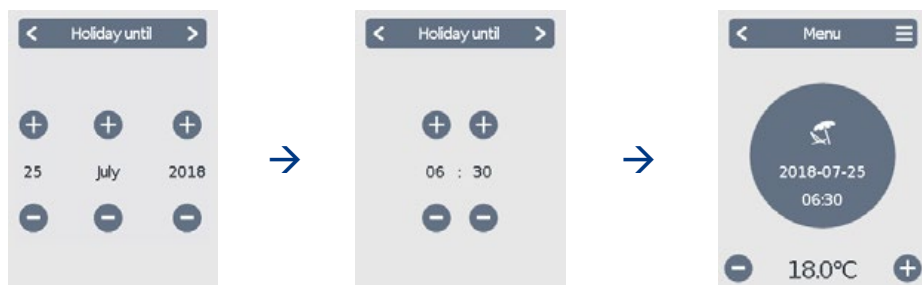 < Holiday until >
25 July 2018
< Holiday until >
06 : 30
< Menu
2018-07-25
06:30
18.0°C